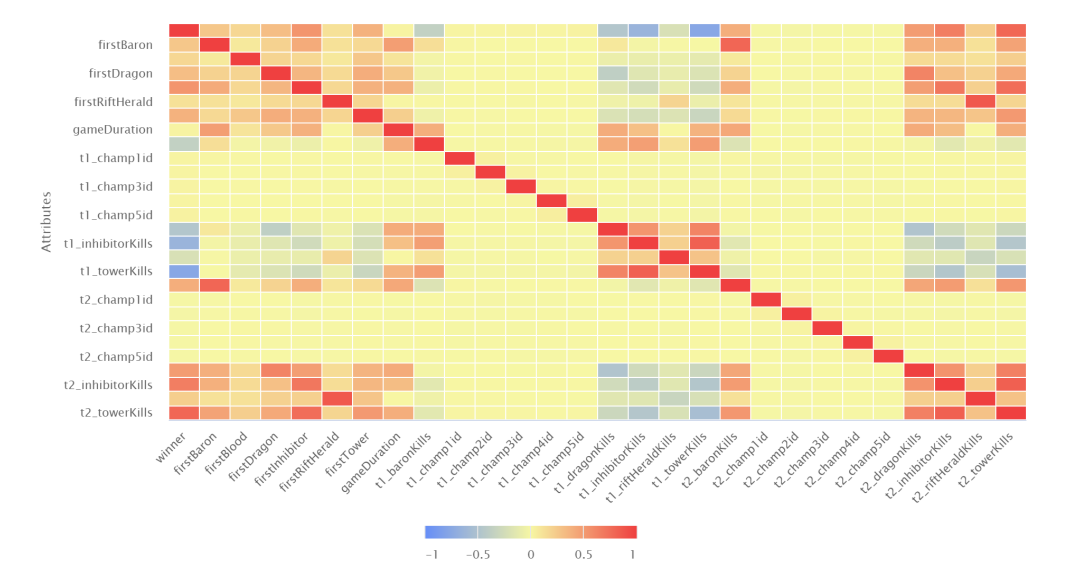 firstBaron
firstDragon
firstRiftHerald
gameDuration
t1_champ1id
t1_champ3id
t1_champ5id
t1_inhibitorKills
t1_towerKills
t2_champ1id
t2_champ3id
t2_champ5id
t2_inhibitorKills
t2_towerKills
Attributes
winner
firstBaron
firstBlood
firstDragon
firstInhibitor
firstRiftHerald
firstTower
gameDuration
t1_baronKills
t1_champ1id
t1_champ2id
t1_champ3id
t1_champ4id
t1_champ5id
t1_dragonKills
t1_inhibitorKills
t1_riftHeraldKills
t1_towerKills
t2_baronKills
t2_champ1id
t2_champ2id
t2_champ3id
t2_champ4id
t2_champ5id
t2_dragonKills
t2_inhibitorKills
t2_riftHeraldKills
t2_towerKills
-1 -0.5 0 0.5 1